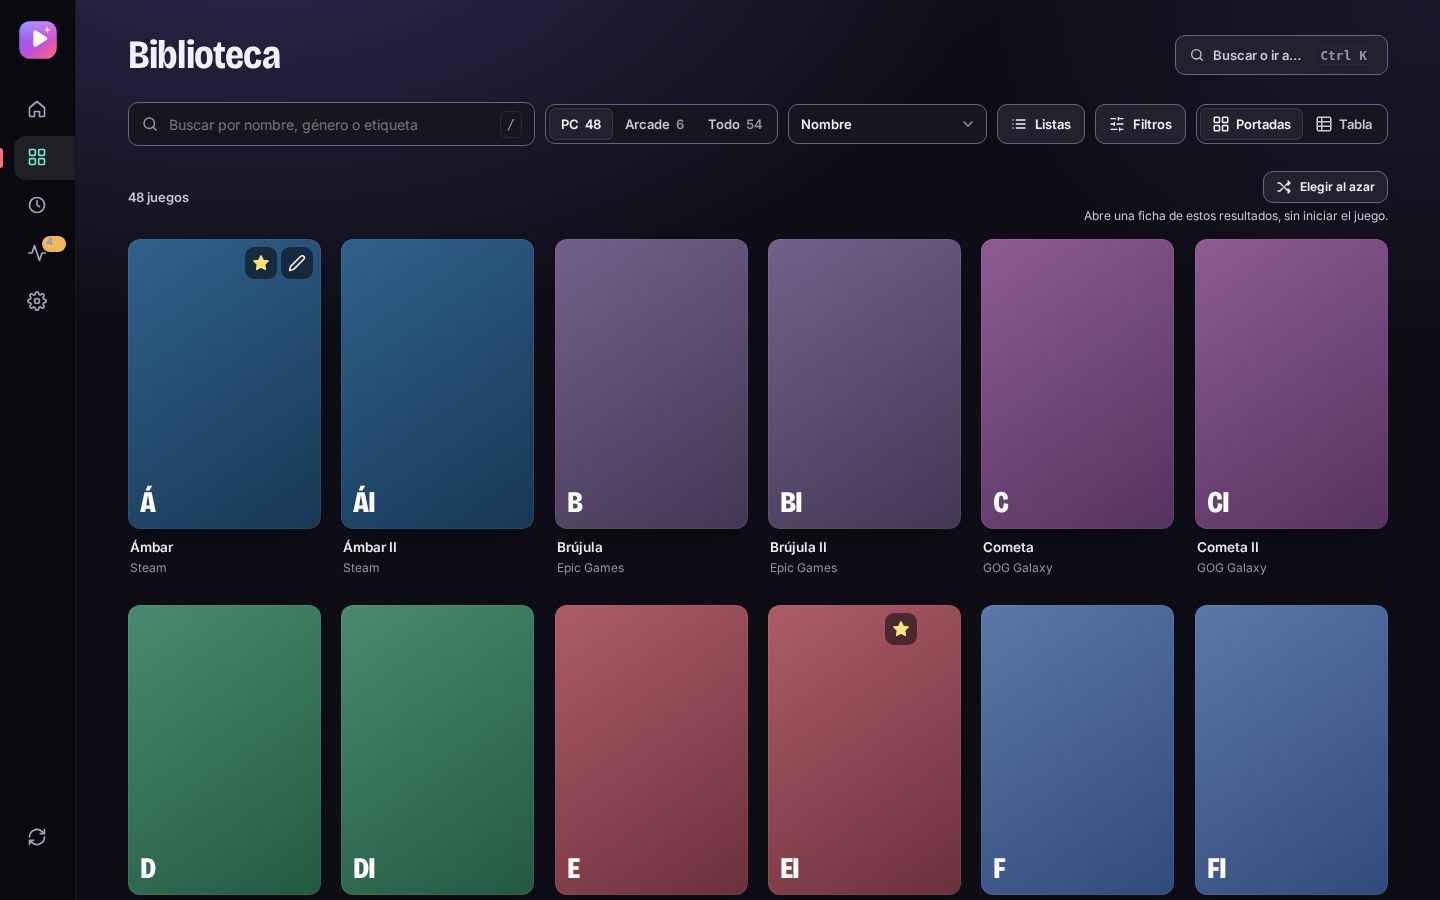 Biblioteca
Buscar o ir a... Ctrl K
Buscar por nombre, género o etiqueta /
PC 48 Arcade 6 Todo 54
Nombre
Listas
Filtros
Portadas Tabla
4
48 juegos
Elegir al azar
Abre una ficha de estos resultados, sin iniciar el juego.
Á
ÁI
B
BI
C
CI
Ámbar
Steam
Ámbar II
Steam
Brújula
Epic Games
Brújula II
Epic Games
Cometa
GOG Galaxy
Cometa II
GOG Galaxy
D
DI
E
EI
F
FI